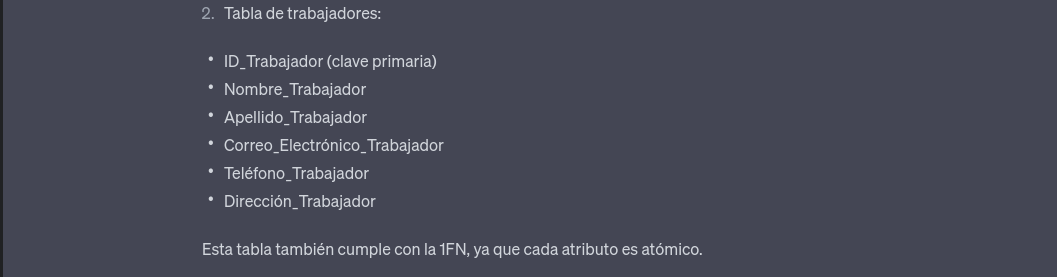 2. Tabla de trabajadores:
• ID_Trabajador (clave primaria)
• Nombre_Trabajador
• Apellido_Trabajador
• Correo_Electrónico_Trabajador
• Teléfono_Trabajador
• Dirección_Trabajador
Esta tabla también cumple con la 1FN, ya que cada atributo es atómico.